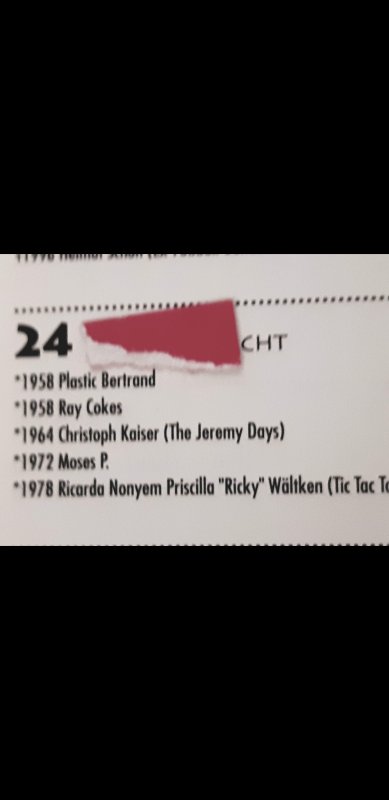 24 CHT
*1958 Plastic Bertrand
*1958 Ray Cokes
*1964 Christoph Kaiser (The Jeremy Days)
*1972 Moses P.
*1978 Ricarda Nonyem Priscilla "Ricky" Wältken (Tic Tac